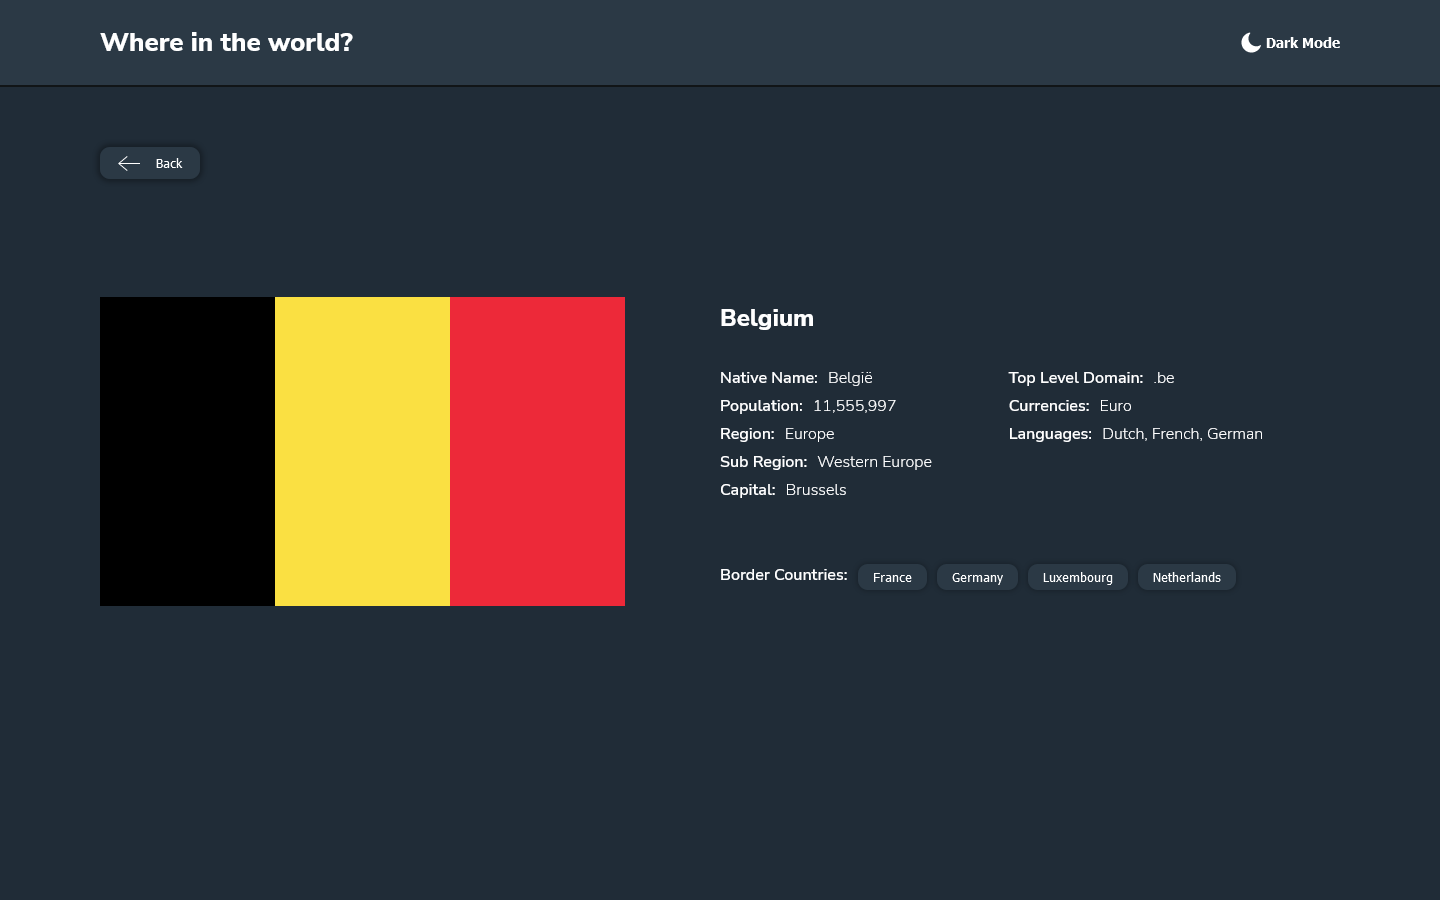 Where in the world?
Dark Mode
Back
Belgium
Native Name: België
Population: 11,555,997
Region: Europe
Sub Region: Western Europe
Capital: Brussels
Top Level Domain: .be
Currencies: Euro
Languages: Dutch, French, German
Border Countries: France Germany Luxembourg Netherlands